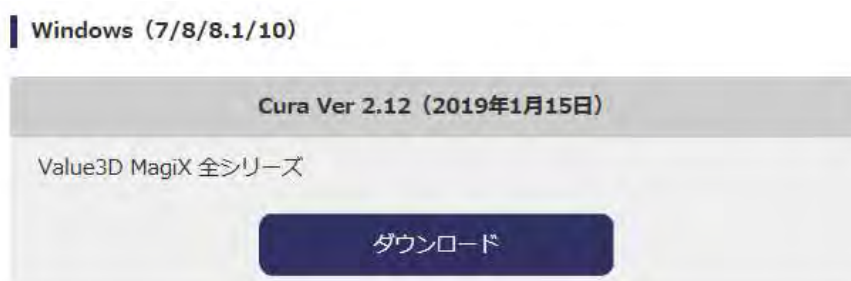 Windows（7/8/8.1/10）
Cura Ver 2.12（2019年1月15日）
Value3D MagiX 全シリーズ
ダウンロード